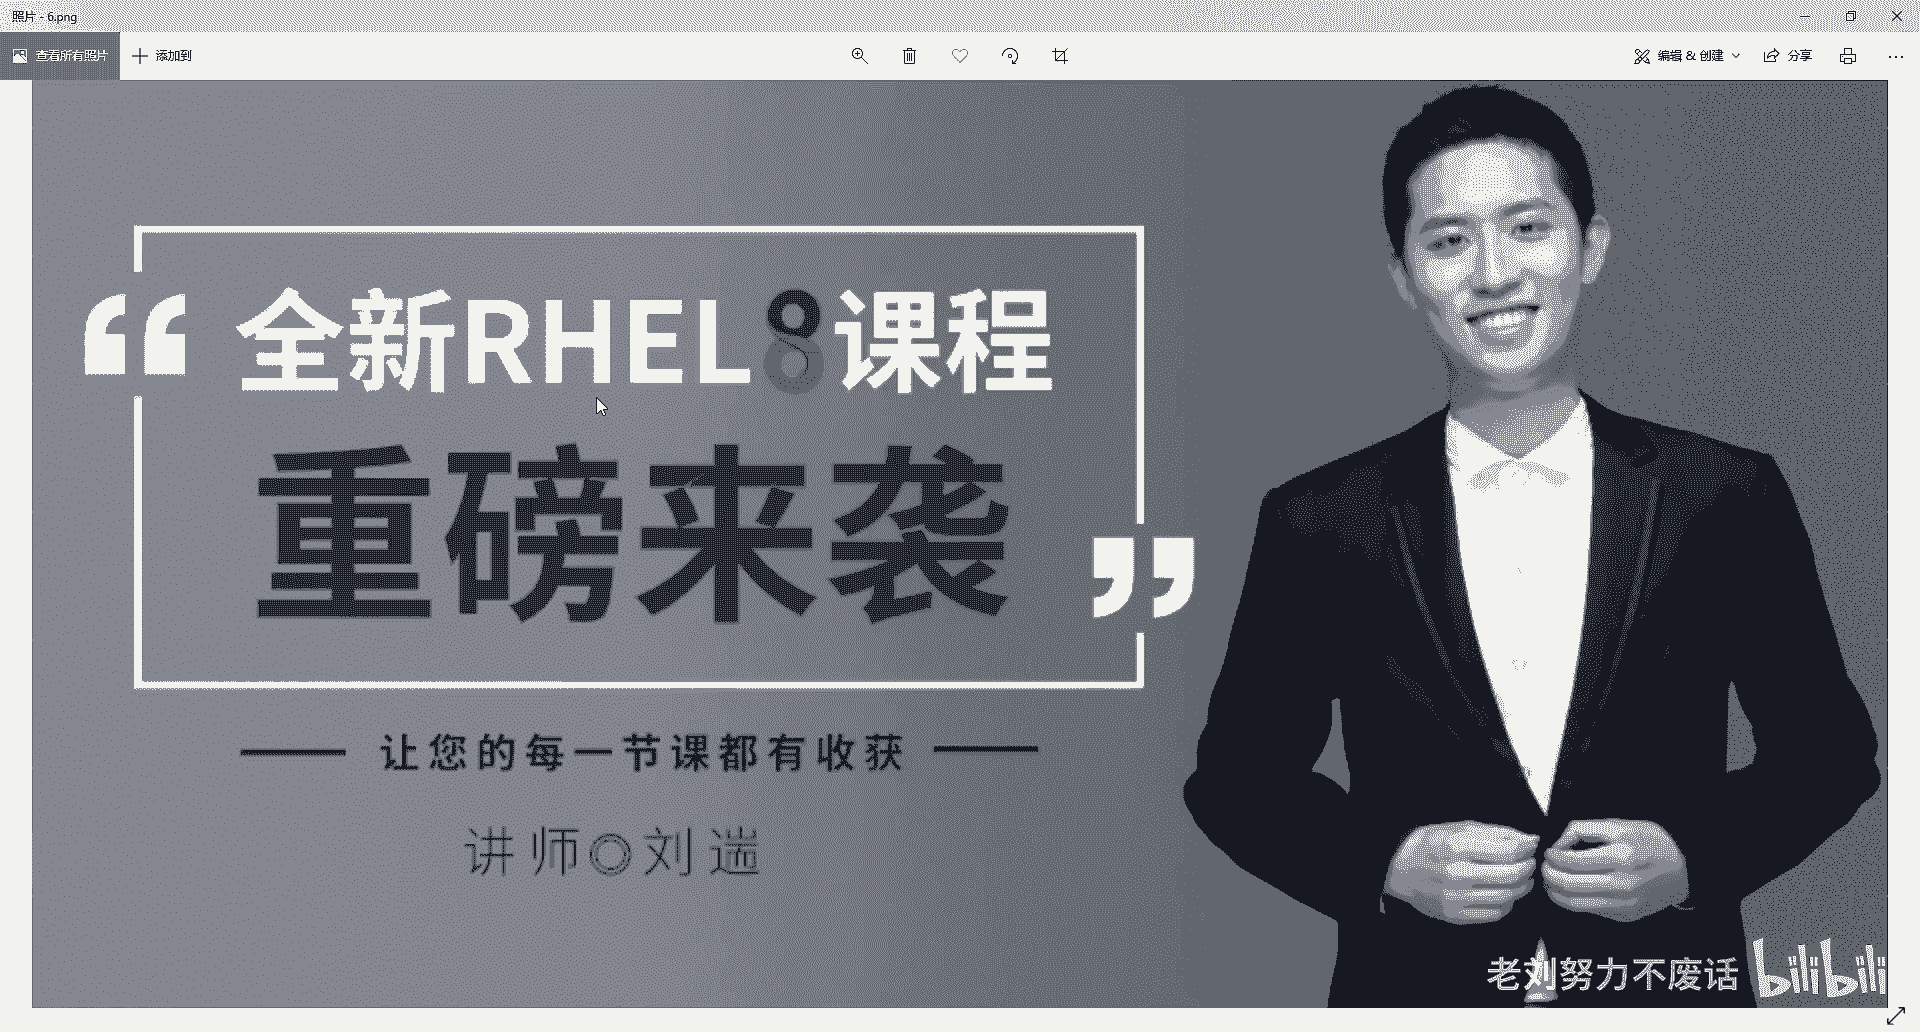 照片 - 6.png
查看所有照片
添加到
编辑 & 创建
分享
“全新RHEL8课程
重磅来袭”
让您的每一节课都有收获
讲师◎刘遄
老刘努力不废话
bilibili